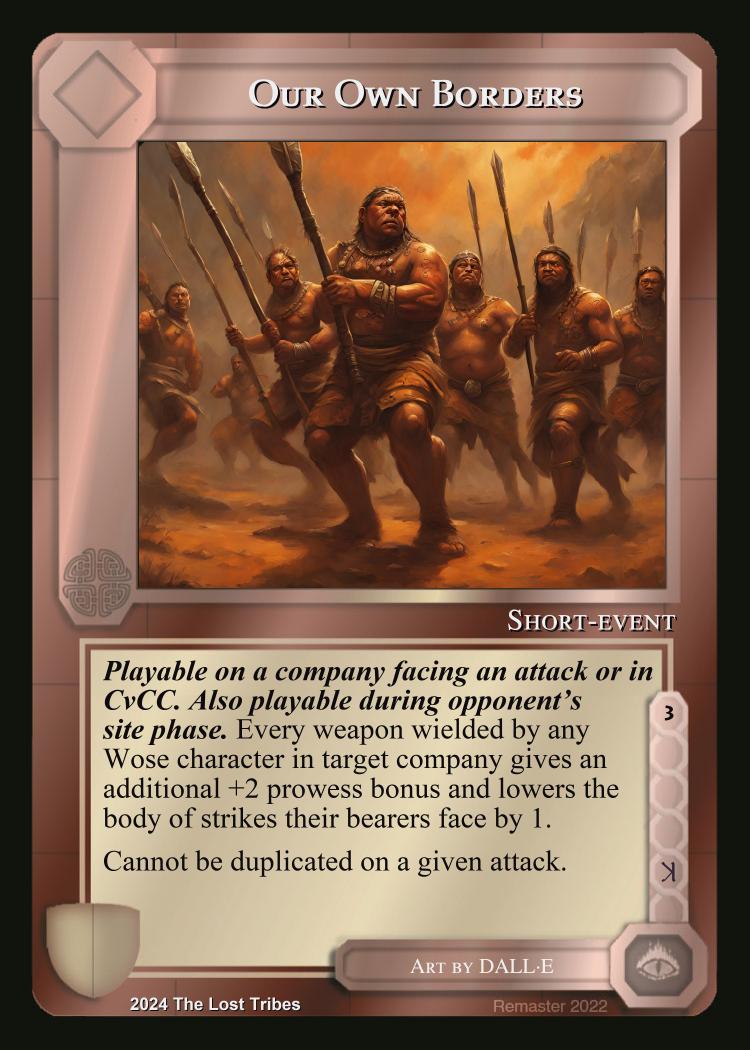 Our Own Borders
Short-event
Playable on a company facing an attack or in
CvCC. Also playable during opponent's
site phase. Every weapon wielded by any
Wose character in target company gives an
additional +2 prowess bonus and lowers the
body of strikes their bearers face by 1.
Cannot be duplicated on a given attack.
3
Art by DALL·E
2024 The Lost Tribes
Remaster 2022